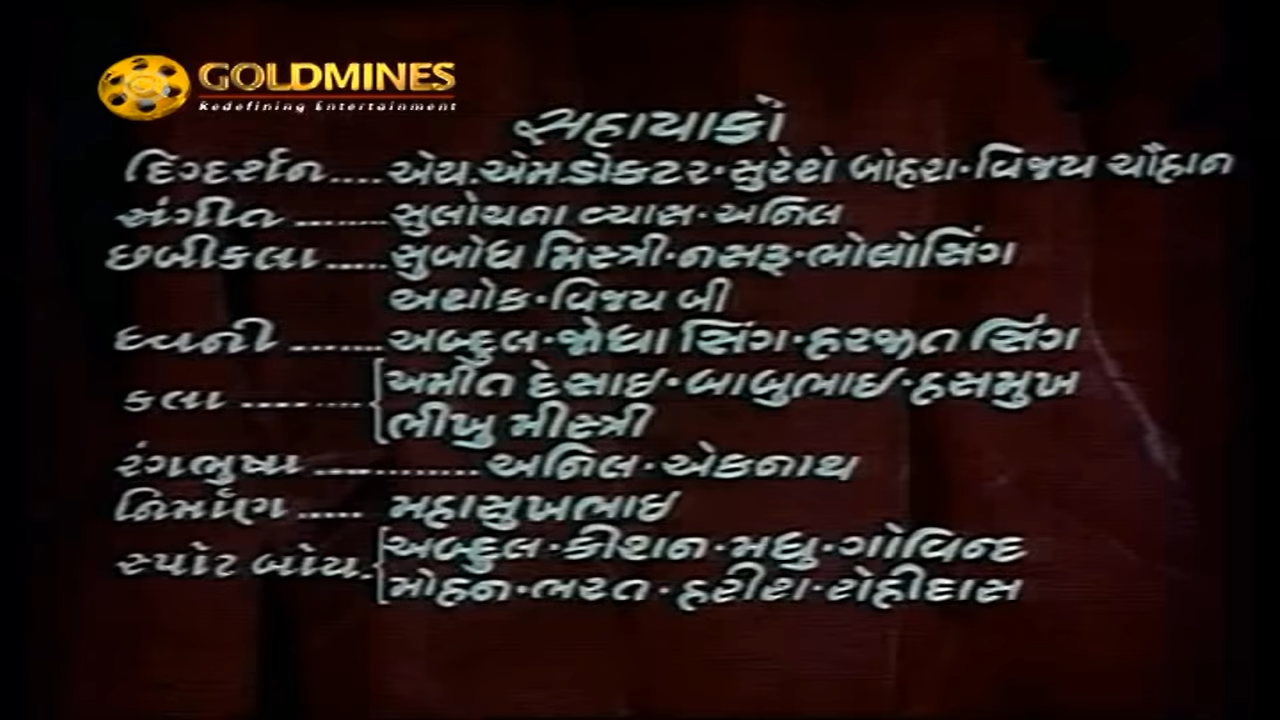 GOLDMINES
Redefining Entertainment
સહાયાકો
દિગ્દર્શન....એચ.એમ.ડોકટર·સુરેશ બોહરા·વિજય ચૌહાન
સંગીત ........સુલોચના વ્યાસ·અનિલ
છબીકલા .....સુબોધ મિસ્ત્રી·નસરૂ·ભોલાસિંગ
અશોક·વિજય બી
ધ્વની .......અબ્દુલ·જોધા સિંગ·હરજીત સિંગ
કલા ........અમીત દેસાઇ·બાબુભાઇ·હસમુખ
ભીખુ મીસ્ત્રી
રંગભુષા ...........અનિલ·એકનાથ
નિર્માણ ..... મહાસુખભાઇ
સ્પોટ બોય.અબ્દુલ·કીશન·મધુ·ગોવિન્દ
મોહન·ભરત·હરીશ·રોહીદાસ